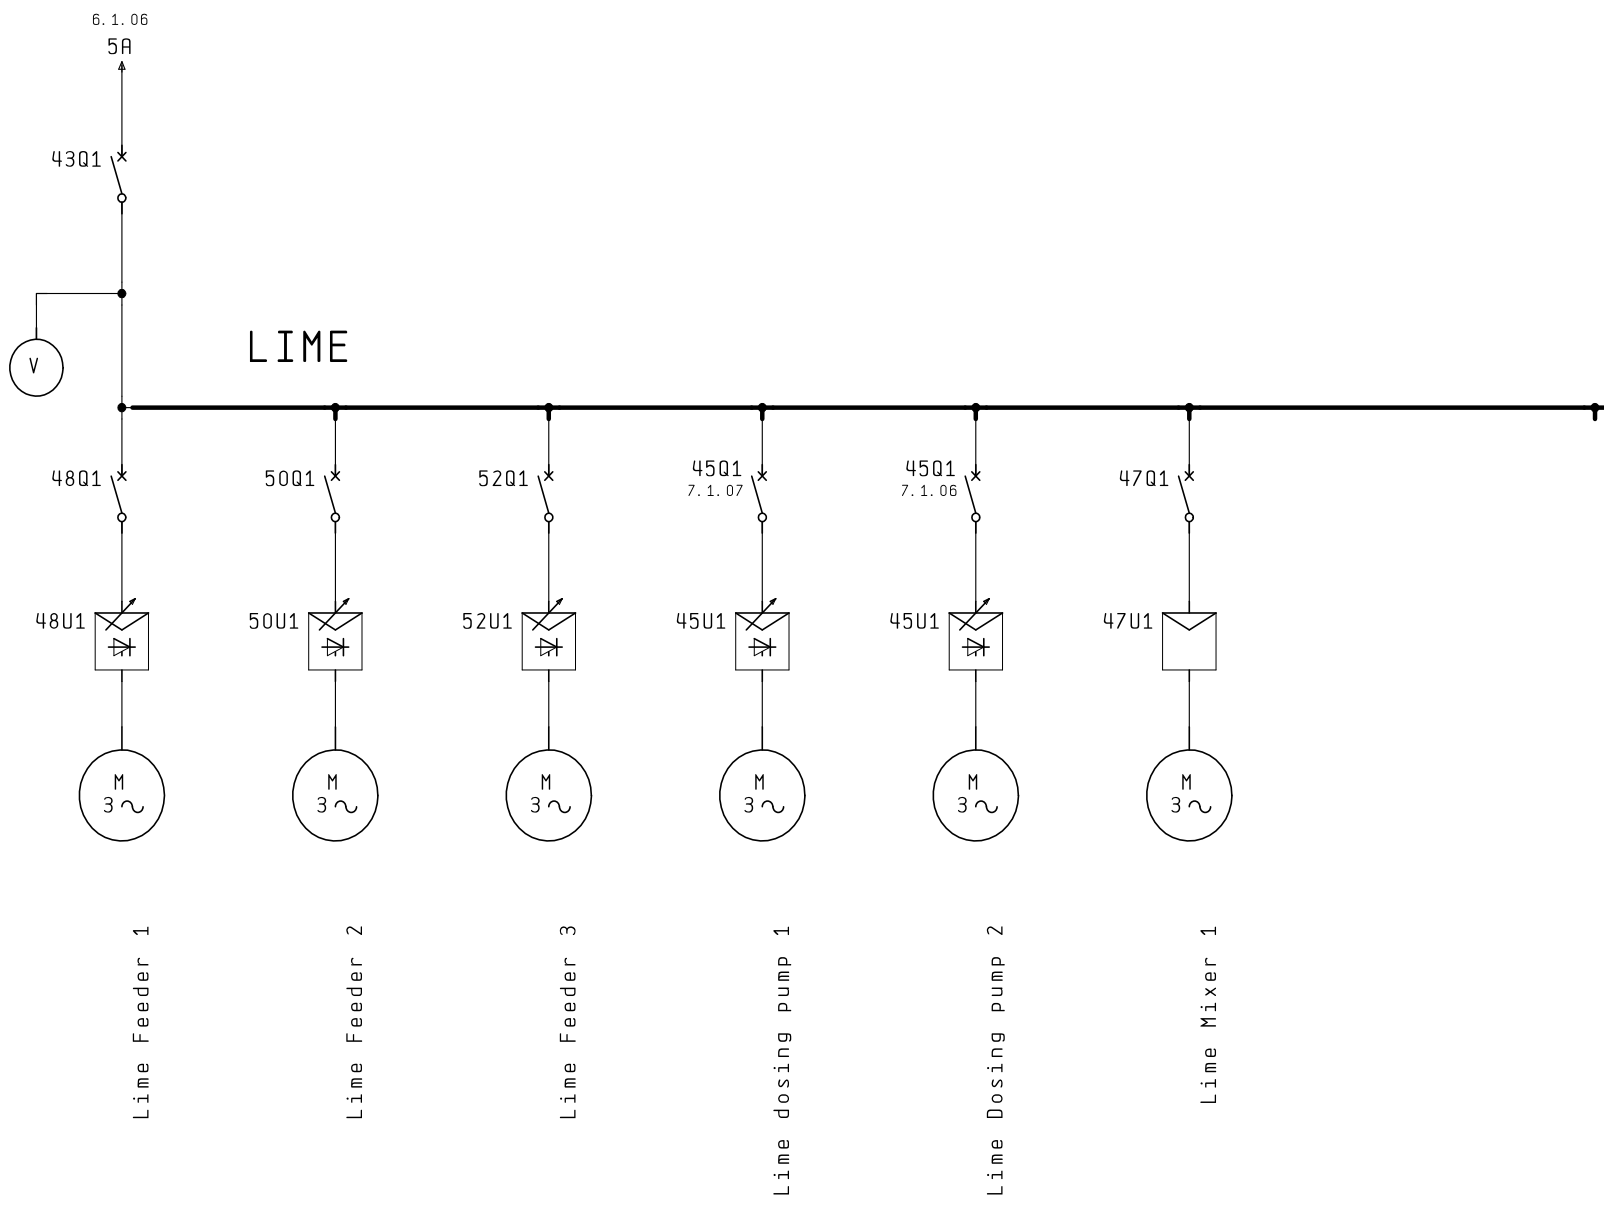 6.1.06
5A
43Q1
V
LIME
48Q1
50Q1
52Q1
45Q1
7.1.07
45Q1
7.1.06
47Q1
48U1
50U1
52U1
45U1
45U1
47U1
M
3~
M
3~
M
3~
M
3~
M
3~
M
3~
Lime Feeder 1
Lime Feeder 2
Lime Feeder 3
Lime dosing pump 1
Lime Dosing pump 2
Lime Mixer 1